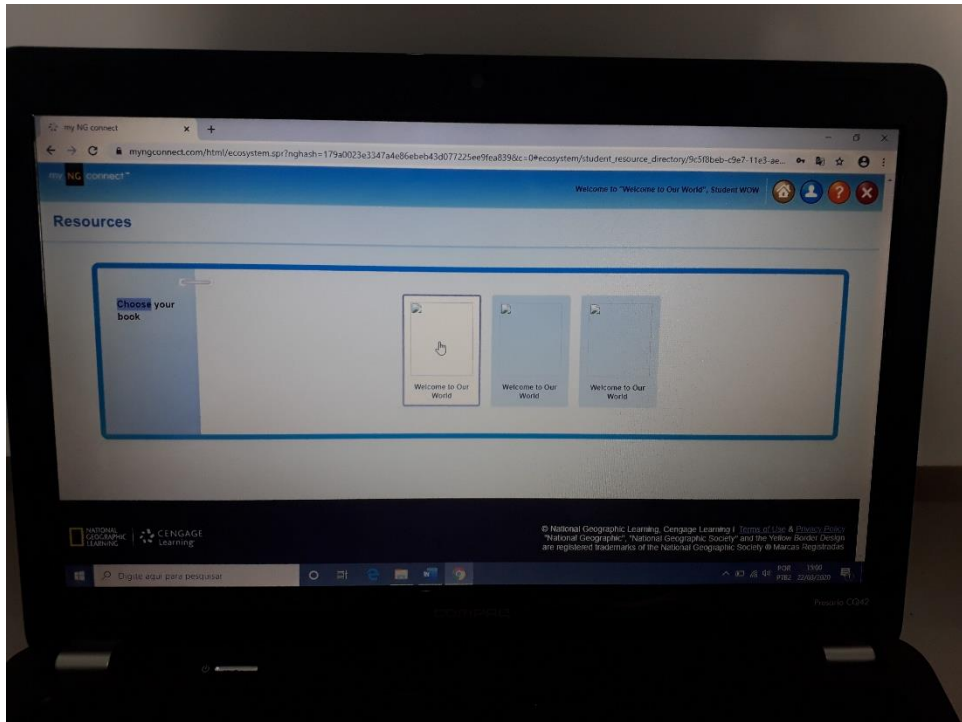 my NG connect
myngconnect.com/html/ecosystem.spr?nghash=179a0023e3347a4e86ebeb43d077225ee9fea839&c=0#ecosystem/student_resource_directory/9c5f8beb-c9e7-11e3-ae...
my NG connect™
Welcome to "Welcome to Our World", Student WOW
Resources
Choose your
book
Welcome to Our
World
Welcome to Our
World
Welcome to Our
World
NATIONAL
GEOGRAPHIC
LEARNING
CENGAGE
Learning
© National Geographic Learning, Cengage Learning | Terms of Use & Privacy Policy
"National Geographic", "National Geographic Society" and the Yellow Border Design
are registered trademarks of the National Geographic Society ® Marcas Registradas
Digite aqui para pesquisar
POR
PTB2
19:00
22/03/2020
Presario CQ42